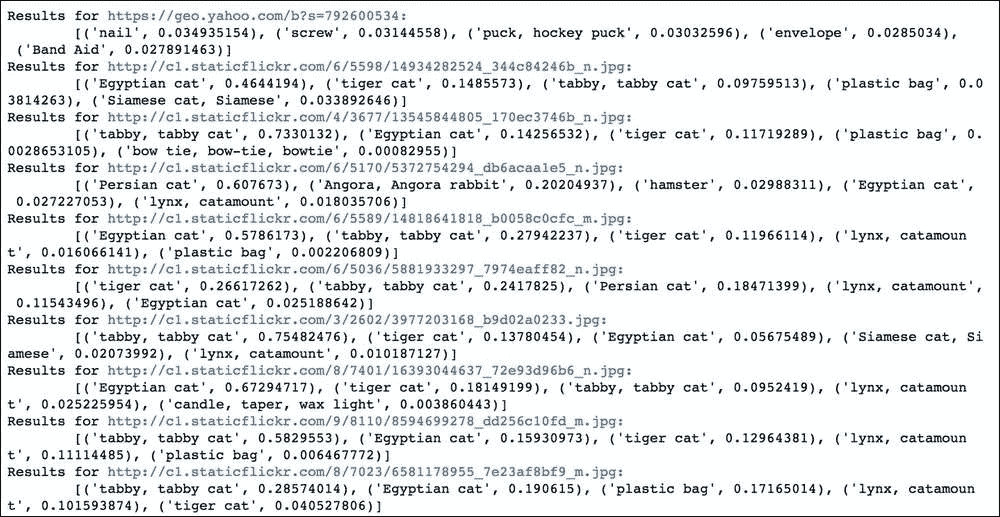 Results for https://geo.yahoo.com/b?s=792600534:
[('nail', 0.034935154), ('screw', 0.03144558), ('puck, hockey puck', 0.03032596), ('envelope', 0.0285034),
('Band Aid', 0.027891463)]
Results for http://c1.staticflickr.com/6/5598/14934282524_344c84246b_n.jpg:
[('Egyptian cat', 0.4644194), ('tiger cat', 0.1485573), ('tabby, tabby cat', 0.09759513), ('plastic bag', 0.0
3814263), ('Siamese cat, Siamese', 0.033892646)]
Results for http://c1.staticflickr.com/4/3677/13545844805_170ec3746b_n.jpg:
[('tabby, tabby cat', 0.7330132), ('Egyptian cat', 0.14256532), ('tiger cat', 0.11719289), ('plastic bag', 0.
0028653105), ('bow tie, bow-tie, bowtie', 0.00082955)]
Results for http://c1.staticflickr.com/6/5170/5372754294_db6acaa1e5_n.jpg:
[('Persian cat', 0.607673), ('Angora, Angora rabbit', 0.20204937), ('hamster', 0.02988311), ('Egyptian cat',
0.027227053), ('lynx, catamount', 0.018035706)]
Results for http://c1.staticflickr.com/6/5589/14818641818_b0058c0cfc_m.jpg:
[('Egyptian cat', 0.5786173), ('tabby, tabby cat', 0.27942237), ('tiger cat', 0.11966114), ('lynx, catamoun
t', 0.016066141), ('plastic bag', 0.002206809)]
Results for http://c1.staticflickr.com/6/5036/5881933297_7974eaff82_n.jpg:
[('tiger cat', 0.26617262), ('tabby, tabby cat', 0.2417825), ('Persian cat', 0.18471399), ('lynx, catamount',
0.11543496), ('Egyptian cat', 0.025188642)]
Results for http://c1.staticflickr.com/3/2602/3977203168_b9d02a0233.jpg:
[('tabby, tabby cat', 0.75482476), ('tiger cat', 0.13780454), ('Egyptian cat', 0.05675489), ('Siamese cat, Si
amese', 0.02073992), ('lynx, catamount', 0.010187127)]
Results for http://c1.staticflickr.com/8/7401/16393044637_72e93d96b6_n.jpg:
[('Egyptian cat', 0.67294717), ('tiger cat', 0.18149199), ('tabby, tabby cat', 0.0952419), ('lynx, catamoun
t', 0.025225954), ('candle, taper, wax light', 0.003860443)]
Results for http://c1.staticflickr.com/9/8110/8594699278_dd256c10fd_m.jpg:
[('tabby, tabby cat', 0.5829553), ('Egyptian cat', 0.15930973), ('tiger cat', 0.12964381), ('lynx, catamoun
t', 0.11114485), ('plastic bag', 0.006467772)]
Results for http://c1.staticflickr.com/8/7023/6581178955_7e23af8bf9_m.jpg:
[('tabby, tabby cat', 0.28574014), ('Egyptian cat', 0.190615), ('plastic bag', 0.17165014), ('lynx, catamoun
t', 0.101593874), ('tiger cat', 0.040527806)]